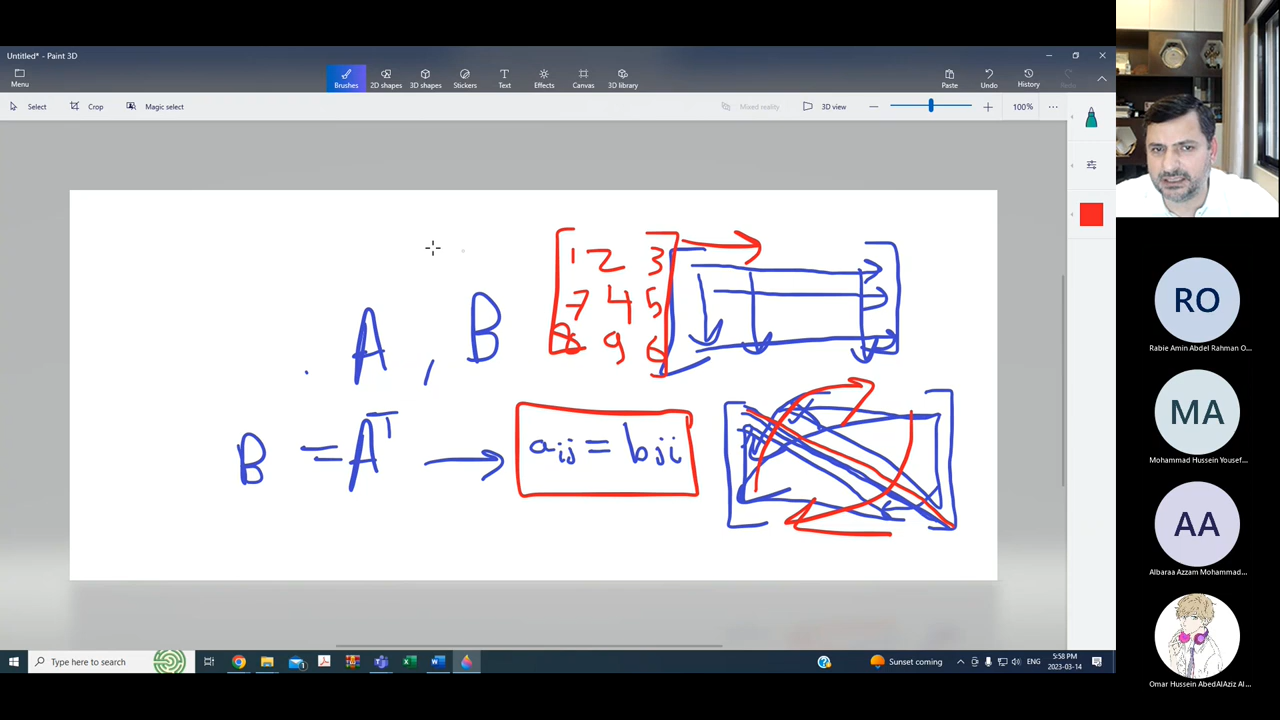 Untitled* - Paint 3D
Menu
Brushes
2D shapes
3D shapes
Stickers
Text
Effects
Canvas
3D library
Paste
Undo
History
Redo
Select
Crop
Magic select
Mixed reality
3D view
100%
1 2 3
7 4 5
8 9 6
A , B
B = Aᵀ → aij = bji
RO
Rabie Amin Abdel Rahman O...
MA
Mohammad Hussein Yousef...
AA
Albaraa Azzam Mohammad...
Omar Hussein AbedAlAziz Al...
Type here to search
Sunset coming
ENG
5:58 PM
2023-03-14